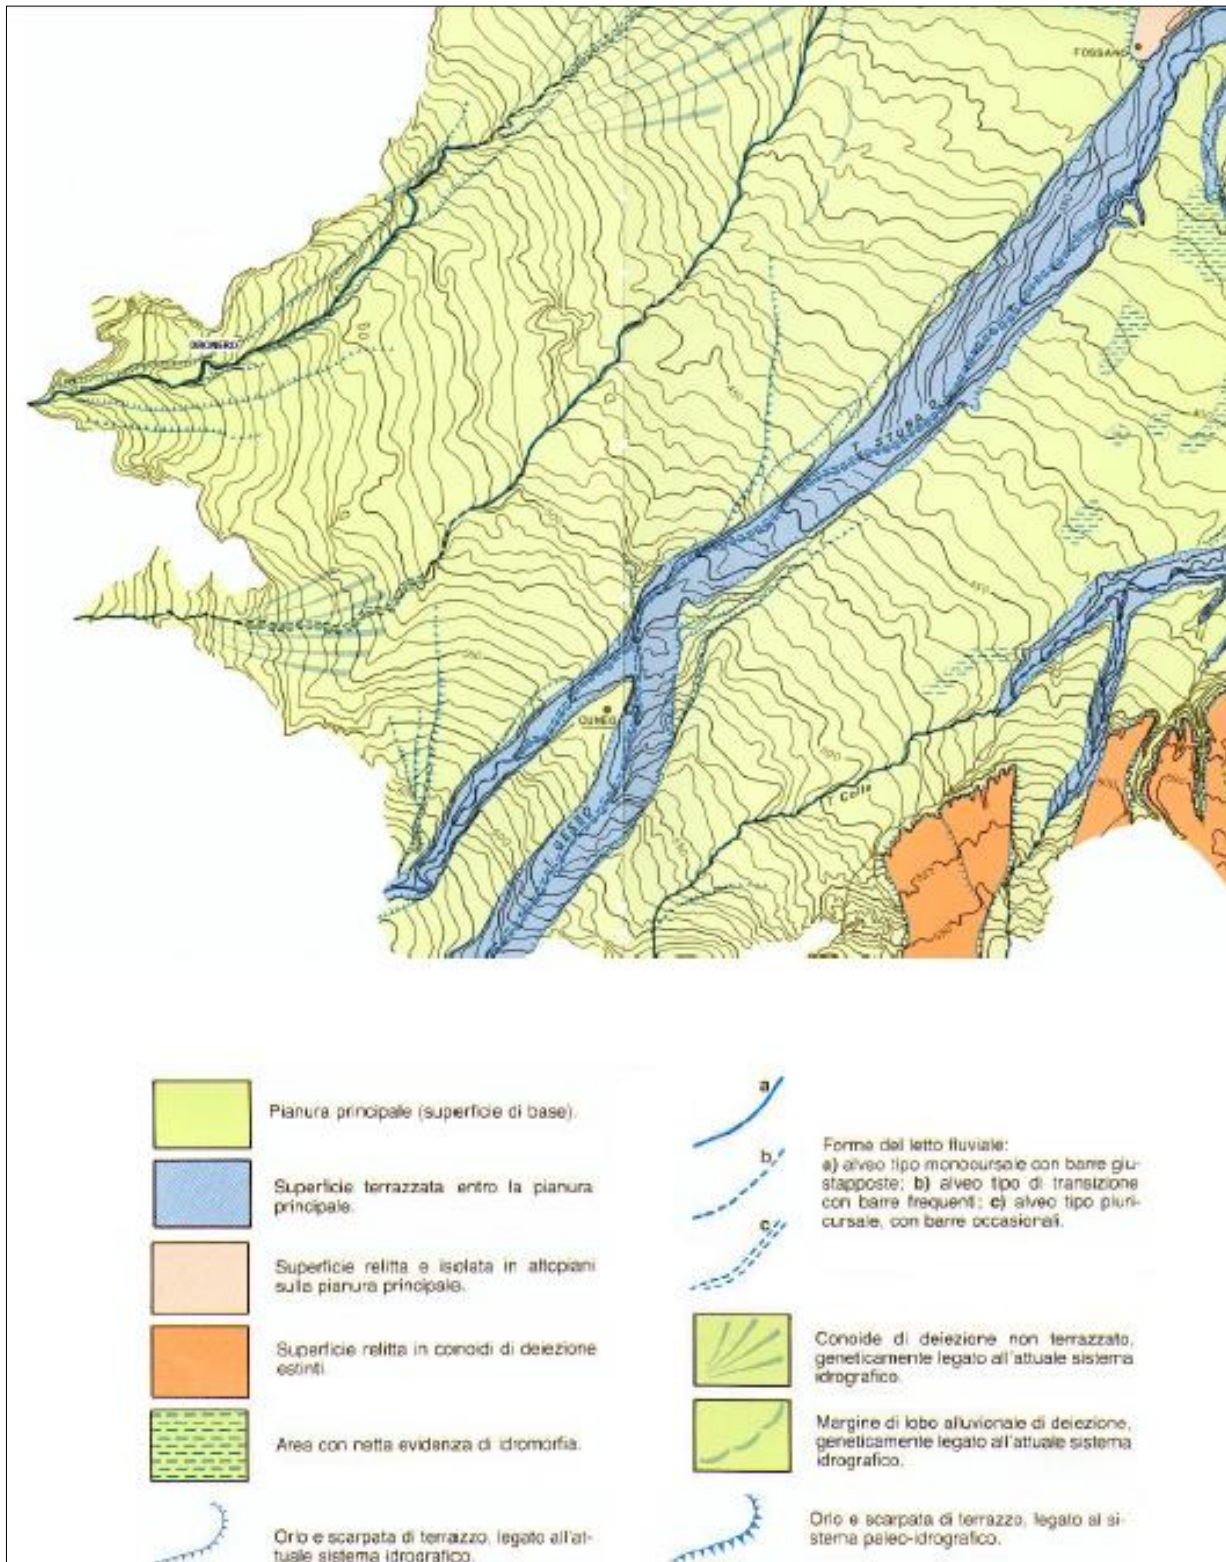 FOSSANO
DRONERO
T. STURA D.
CUNEO
T. GESSO
T. Colla
Pianura principale (superficie di base).
Superficie terrazzata entro la pianura
principale.
Superficie relitta e isolata in altopiani
sulla pianura principale.
Superficie relitta in conoidi di deiezione
estinti.
Area con netta evidenza di idromorfia.
Orlo e scarpata di terrazzo, legato all'at-
tuale sistema idrografico.
a
b
c
Forme del letto fluviale:
a) alveo tipo monocursale con barre giu-
stapposte; b) alveo tipo di transizione
con barre frequenti; c) alveo tipo pluri-
cursale, con barre occasionali.
Conoide di deiezione non terrazzato,
geneticamente legato all'attuale sistema
idrografico.
Margine di lobo alluvionale di deiezione,
geneticamente legato all'attuale sistema
idrografico.
Orlo e scarpata di terrazzo, legato al si-
stema paleo-idrografico.